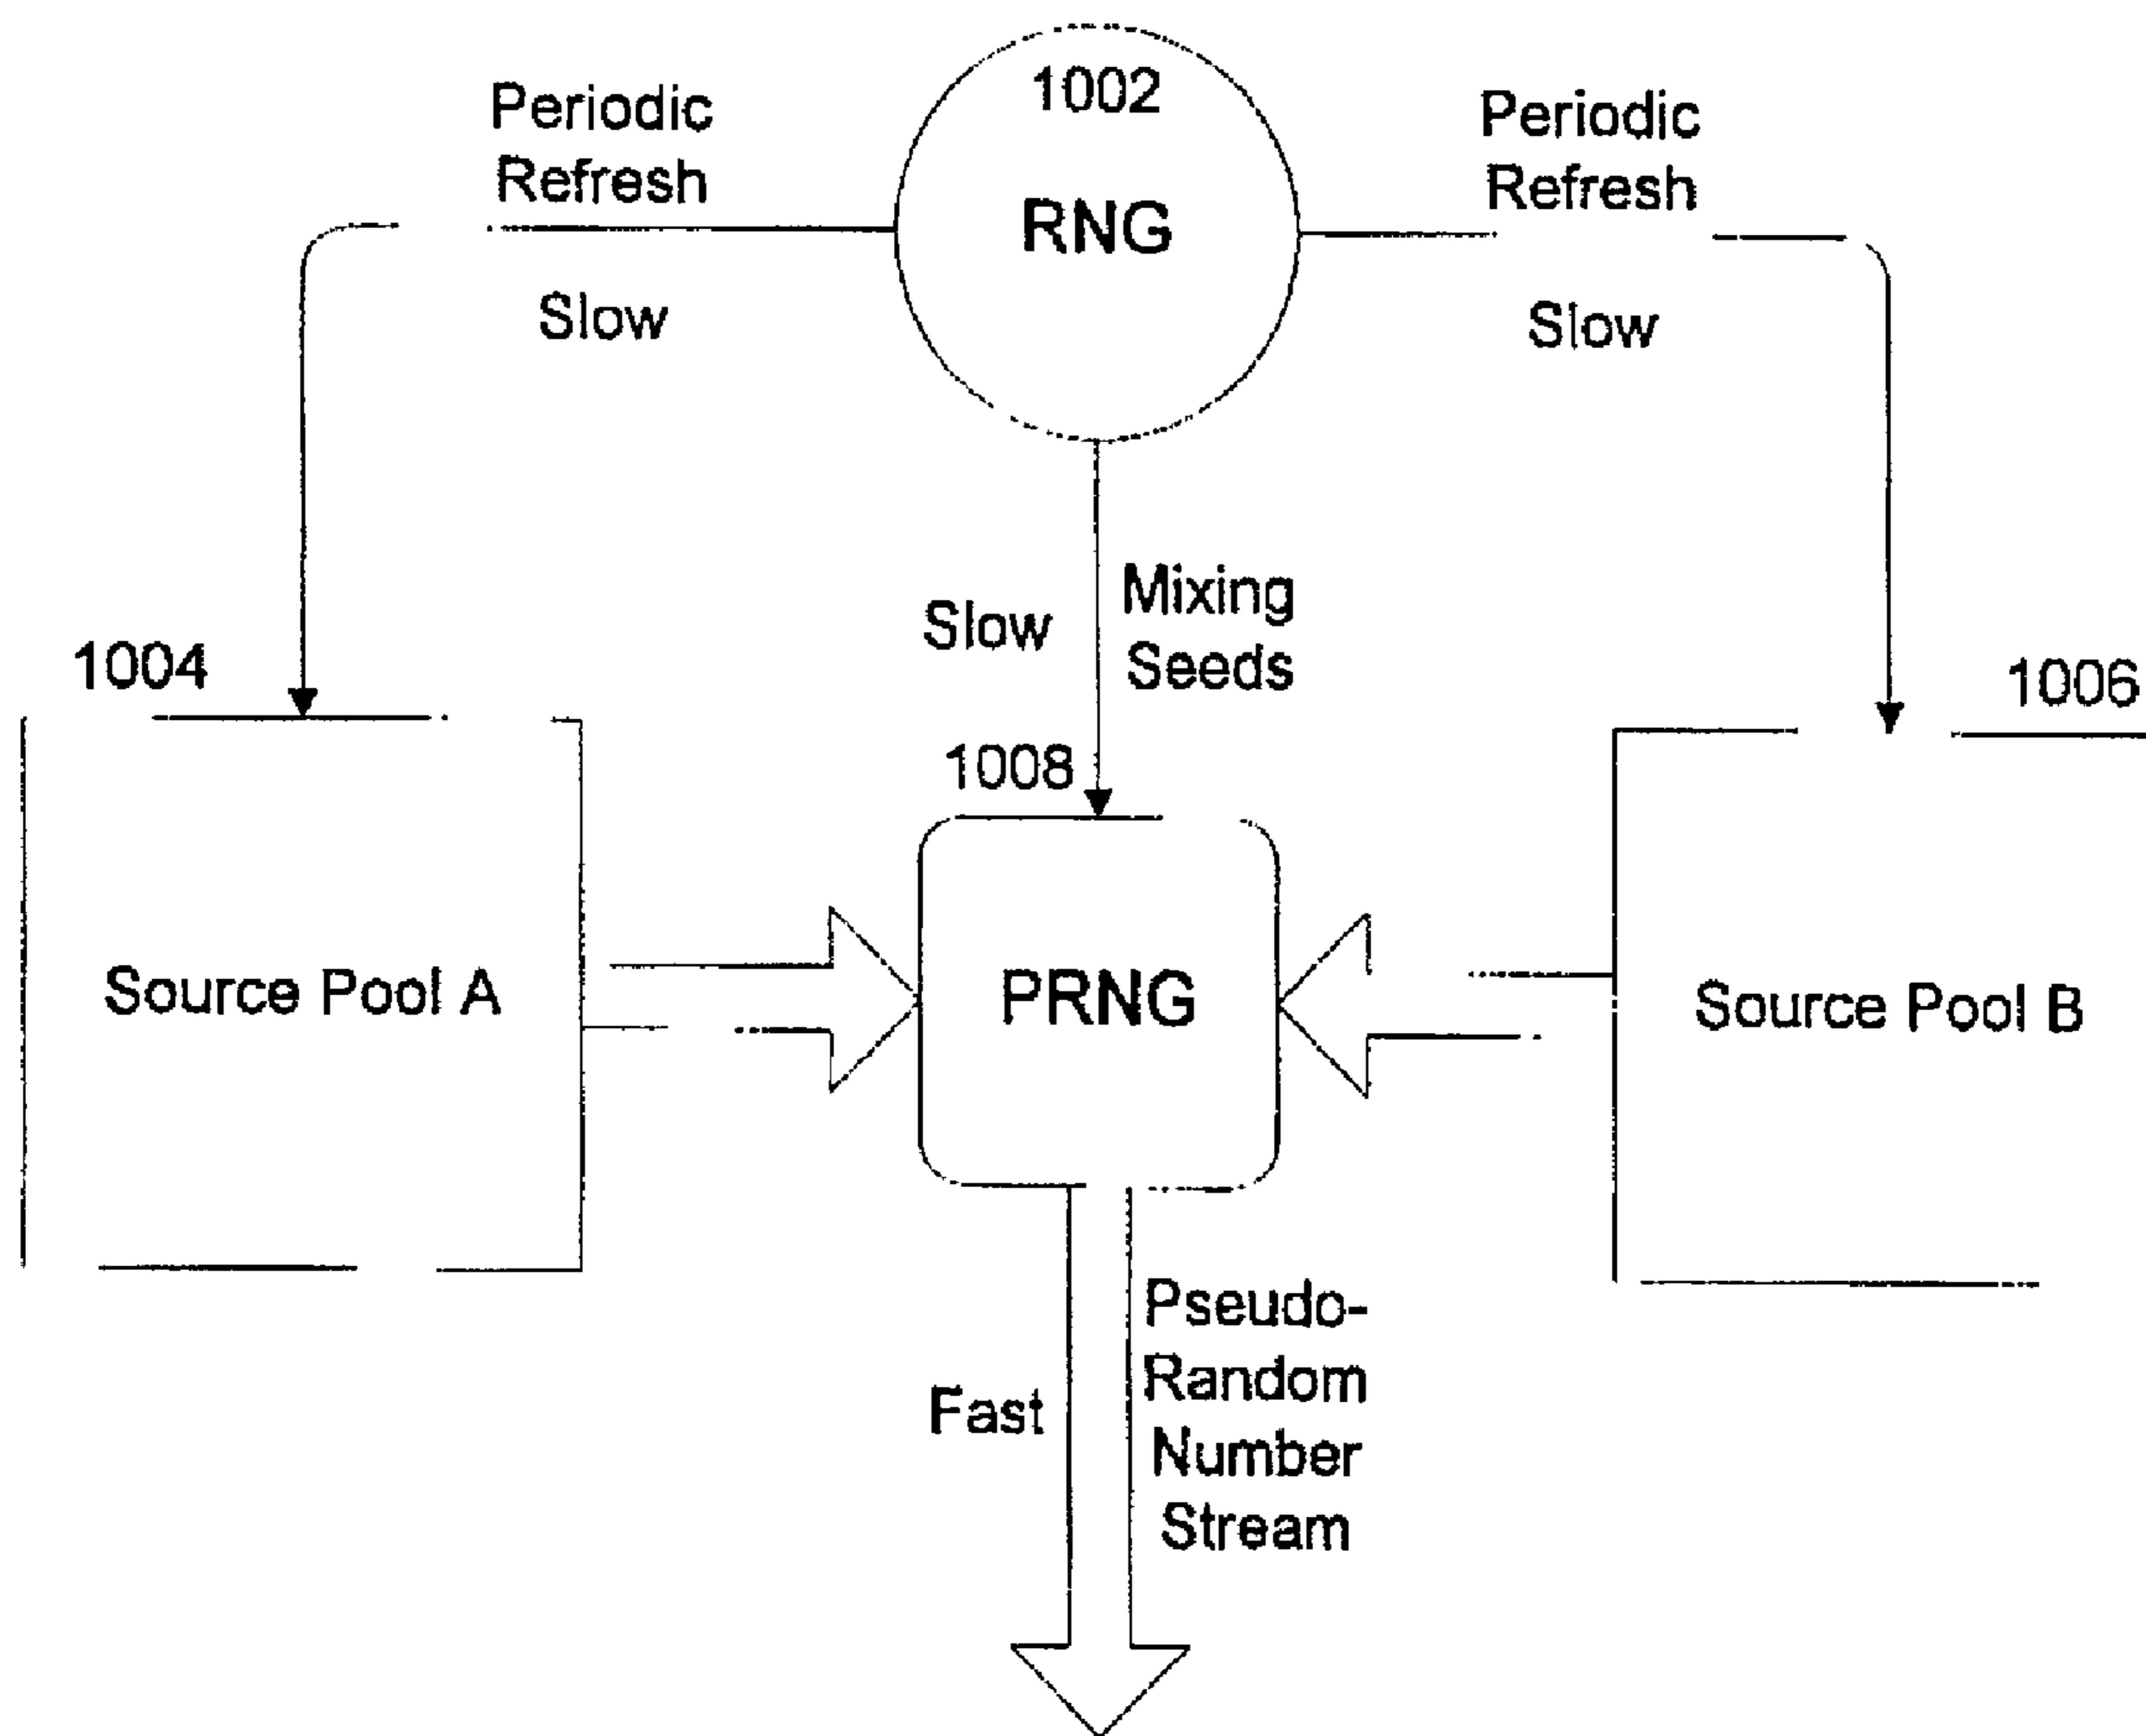 1002
Periodic
Refresh
RNG
Periodic
Refresh
Slow
Slow
Slow
Mixing
Seeds
1004
1006
1008
Source Pool A
PRNG
Source Pool B
Fast
Pseudo-
Random
Number
Stream